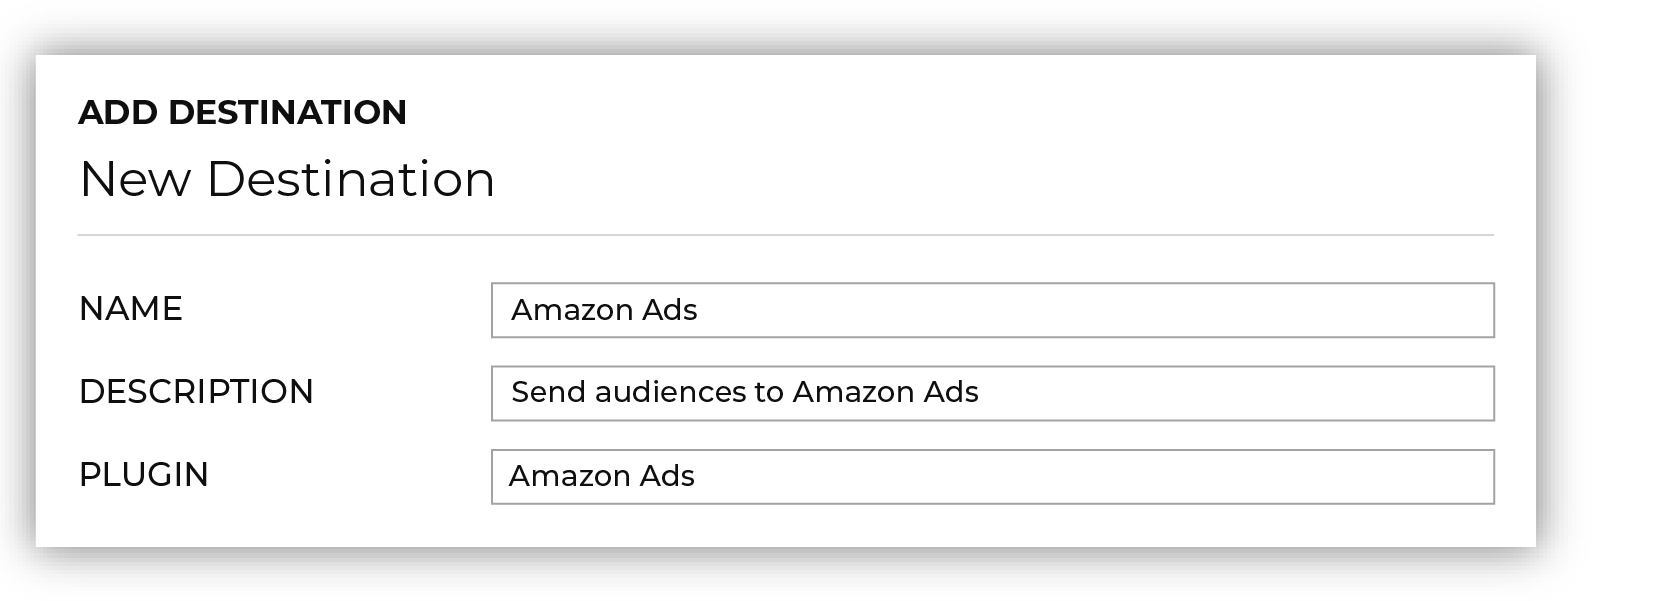 ADD DESTINATION
New Destination
NAME
Amazon Ads
DESCRIPTION
Send audiences to Amazon Ads
PLUGIN
Amazon Ads